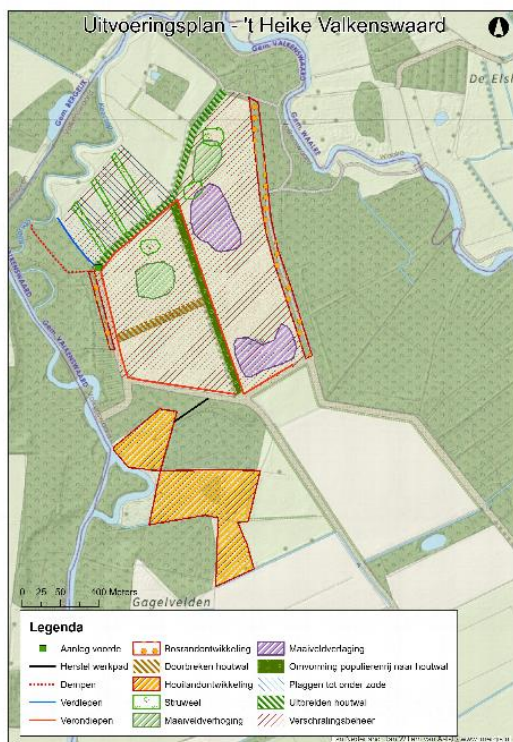 Uitvoeringsplan - 't Heike Valkenswaard
Gem. BERGEIJK
Gem. VALKENSWAARD
Gem. WAALRE
De Elsh
Gem. VALKENSWAARD
Gagelvelden
0 25 50 100 Meters
Legenda
Aanleg voorde
Bosrandontwikkeling
Maaiveldverlaging
Herstel werkpad
Doorbreken houtwal
Omvorming populierenrij naar houtwal
Dempen
Hooilandontwikkeling
Plaggen tot onder zode
Verdiepen
Struweel
Uitbreiden houtwal
Verondiepen
Maaiveldverhoging
Verschralingsbeheer